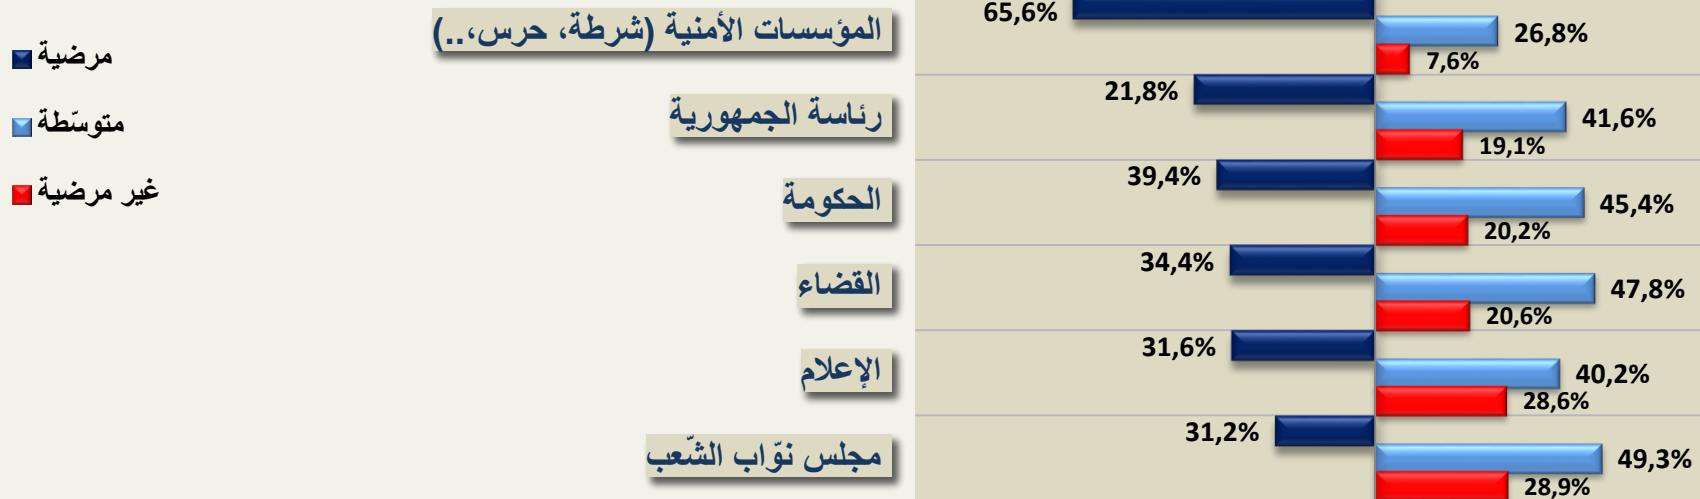 مرضية
متوسّطة
غير مرضية
المؤسسات الأمنية (شرطة، حرس،..)
65,6%
26,8%
7,6%
رئاسة الجمهورية
21,8%
41,6%
19,1%
الحكومة
39,4%
45,4%
20,2%
القضاء
34,4%
47,8%
20,6%
الإعلام
31,6%
40,2%
28,6%
مجلس نوّاب الشّعب
31,2%
49,3%
28,9%